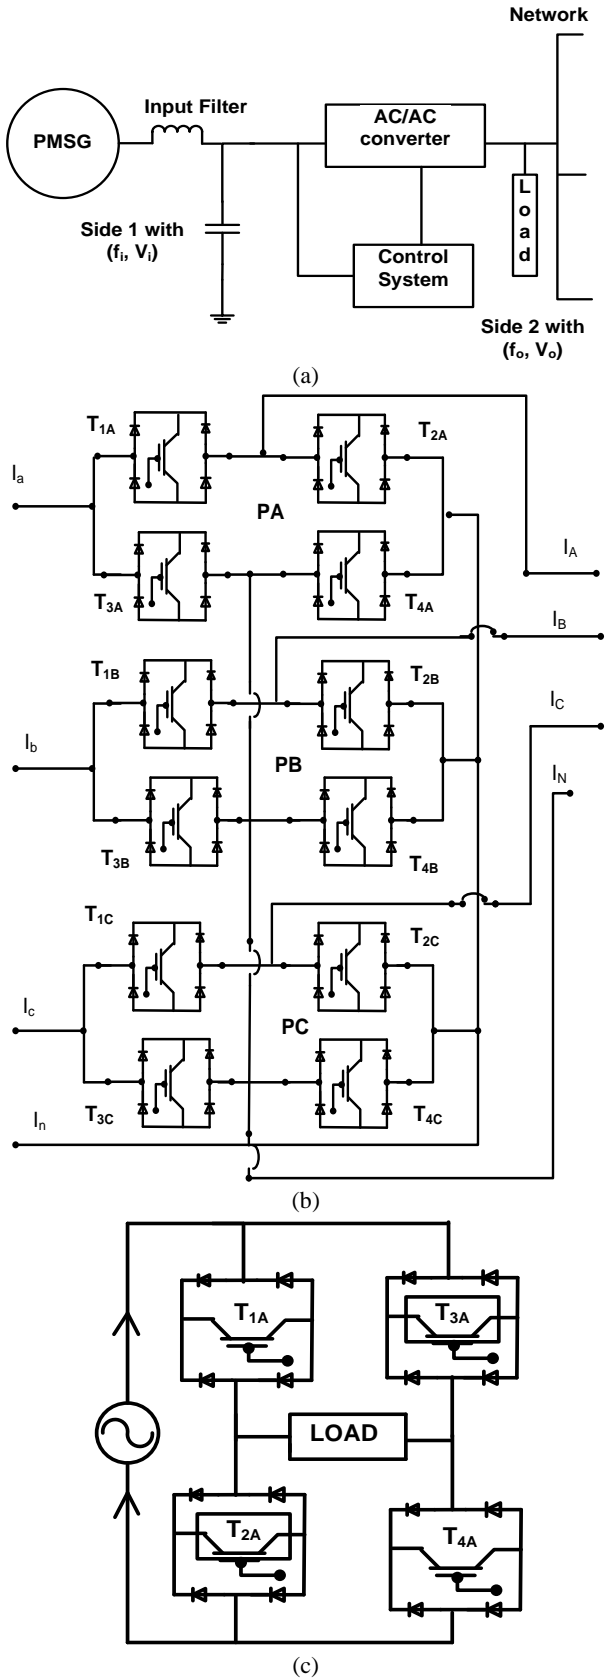 Network
Input Filter
AC/AC
converter
PMSG
Load
Side 1 with
(fi, Vi)
Control
System
Side 2 with
(fo, Vo)
(a)
T1A
T2A
Ia
PA
IA
T3A
T4A
IB
T1B
T2B
IC
Ib
PB
IN
T3B
T4B
T1C
T2C
Ic
PC
T3C
T4C
In
(b)
T1A
T3A
LOAD
T2A
T4A
(c)